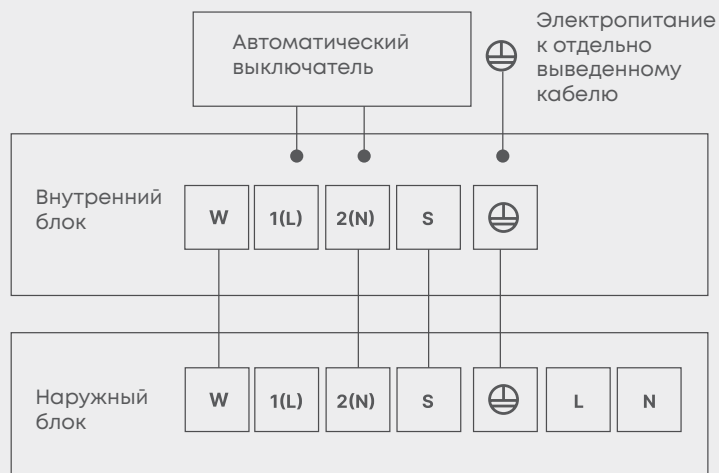 Автоматический
выключатель
Электропитание
к отдельно
выведенному
кабелю
Внутренний
блок
W 1(L) 2(N) S
Наружный
блок
W 1(L) 2(N) S L N